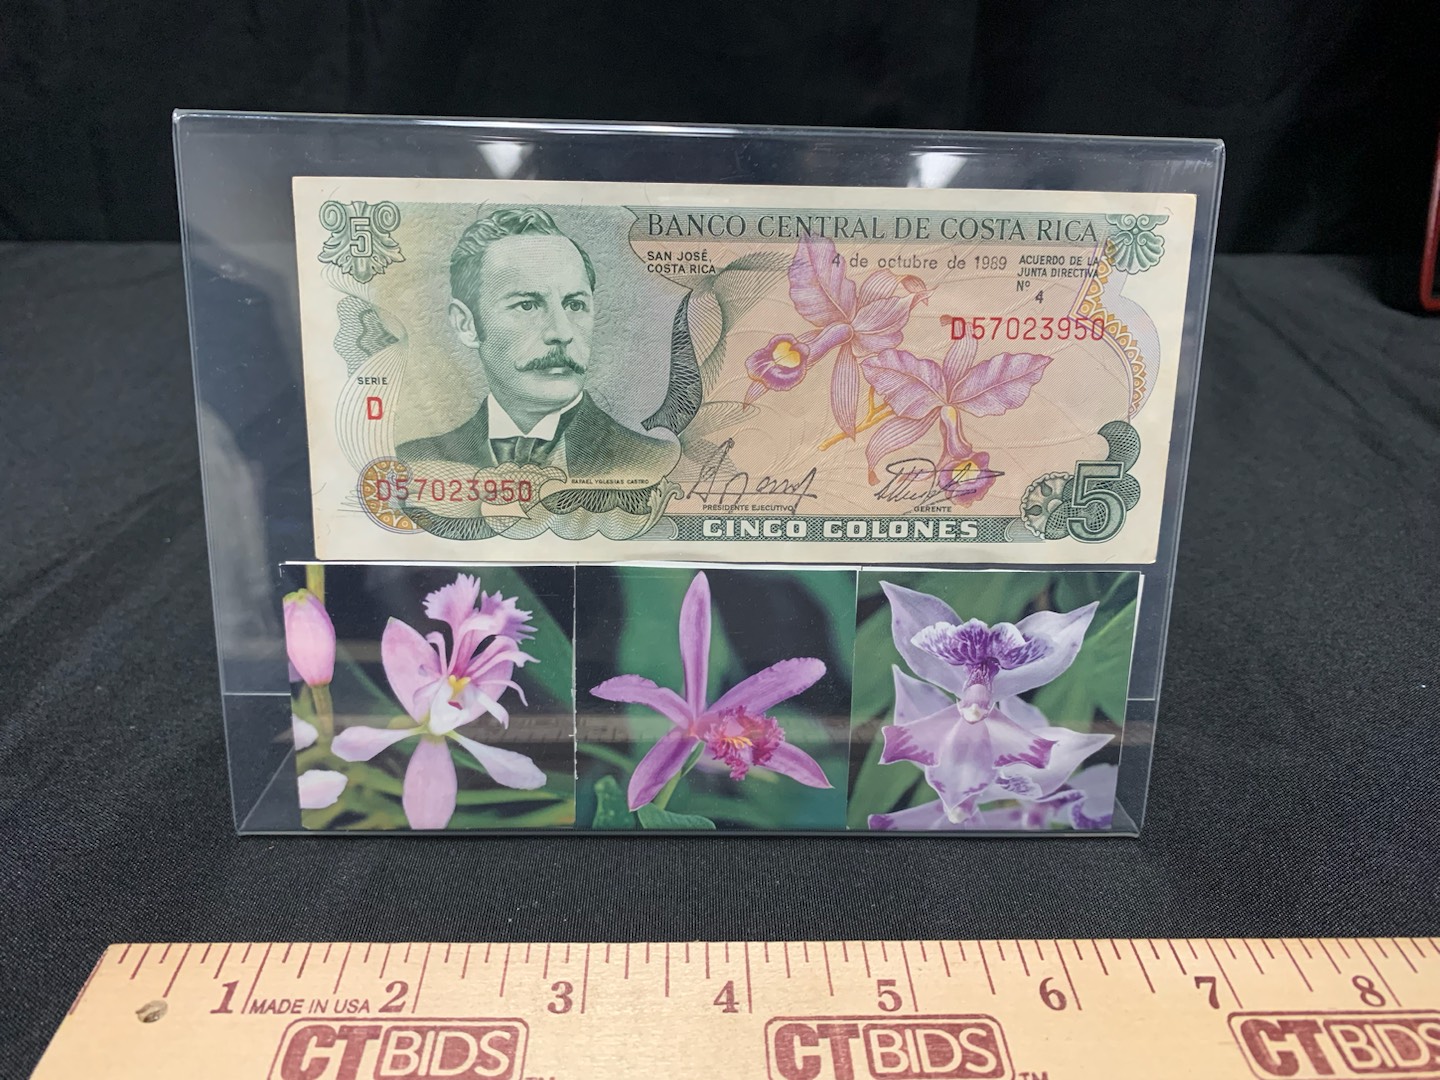 5
BANCO CENTRAL DE COSTA RICA
SAN JOSÉ,
COSTA RICA
4 de octubre de 1989
ACUERDO DE LA
JUNTA DIRECTIVA
Nº
4
D57023950
SERIE
D
D57023950
RAFAEL YGLESIAS CASTRO
PRESIDENTE EJECUTIVO
GERENTE
CINCO COLONES
5
1 2 3 4 5 6 7 8
MADE IN USA
CTBIDS™ CTBIDS™ CTBIDS